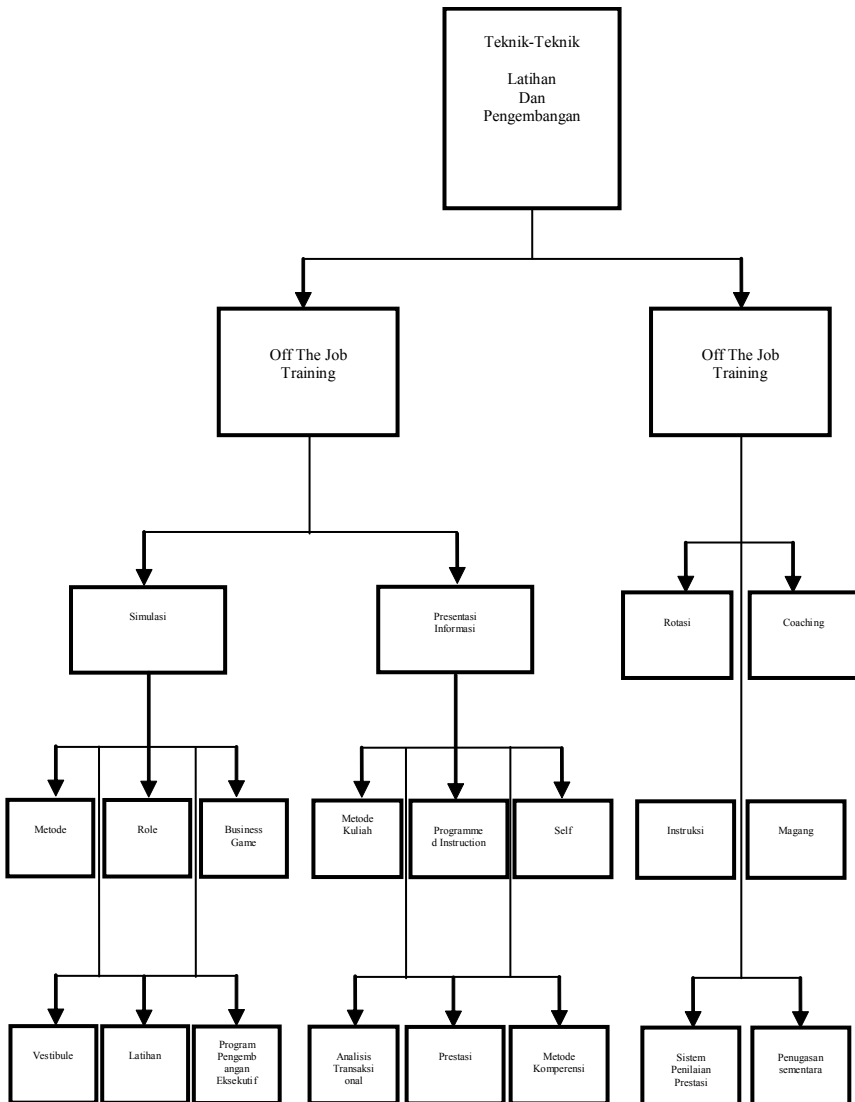 Teknik-Teknik
Latihan
Dan
Pengembangan
Off The Job
Training
Off The Job
Training
Simulasi
Presentasi
Informasi
Rotasi
Coaching
Metode
Role
Business
Game
Metode
Kuliah
Programme
d Instruction
Self
Instruksi
Magang
Vestibule
Latihan
Program
Pengemb
angan
Eksekutif
Analisis
Transaksi
onal
Prestasi
Metode
Komperensi
Sistem
Penilaian
Prestasi
Penugasan
sementara